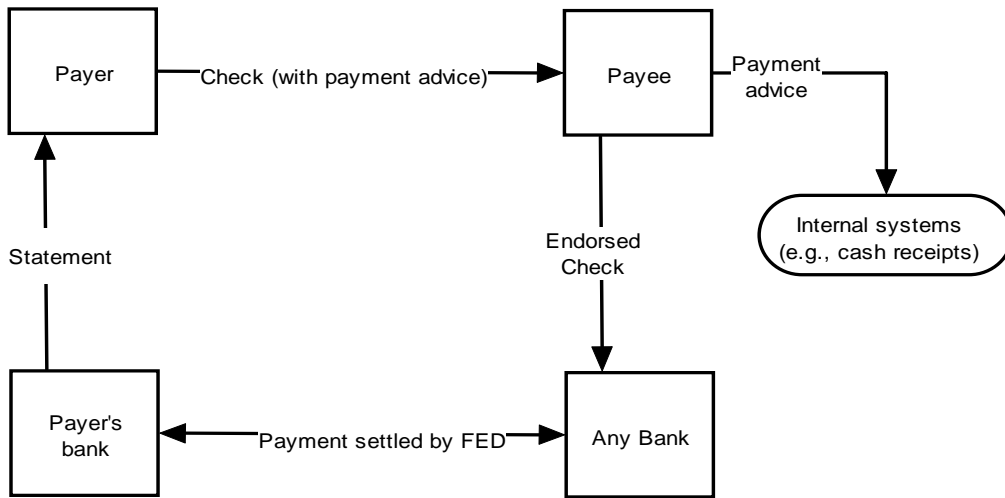 Payer
Check (with payment advice)
Payee
Payment
advice
Internal systems
(e.g., cash receipts)
Endorsed
Check
Statement
Payer's
bank
Payment settled by FED
Any Bank